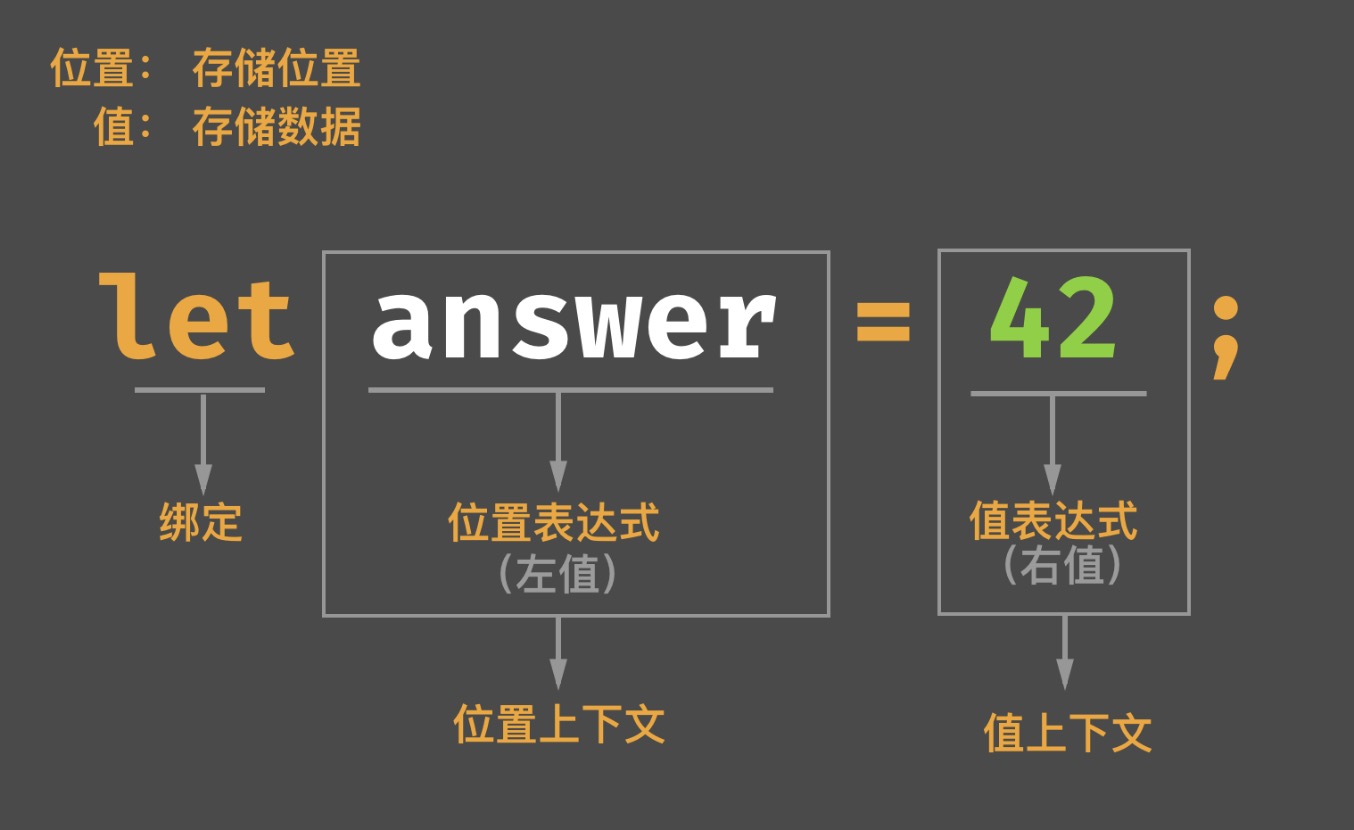 位置： 存储位置
值： 存储数据
let answer = 42 ;
绑定 位置表达式 值表达式
(左值) (右值)
位置上下文 值上下文